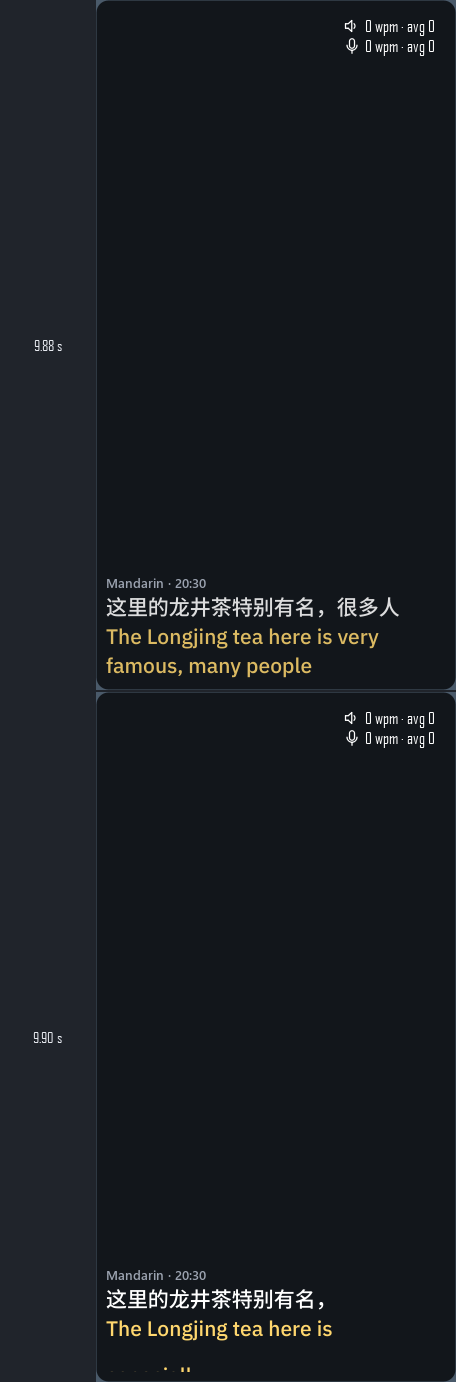 0 wpm · avg 0
0 wpm · avg 0
9.88 s
Mandarin · 20:30
这里的龙井茶特别有名，很多人
The Longjing tea here is very
famous, many people
0 wpm · avg 0
0 wpm · avg 0
9.90 s
Mandarin · 20:30
这里的龙井茶特别有名，
The Longjing tea here is